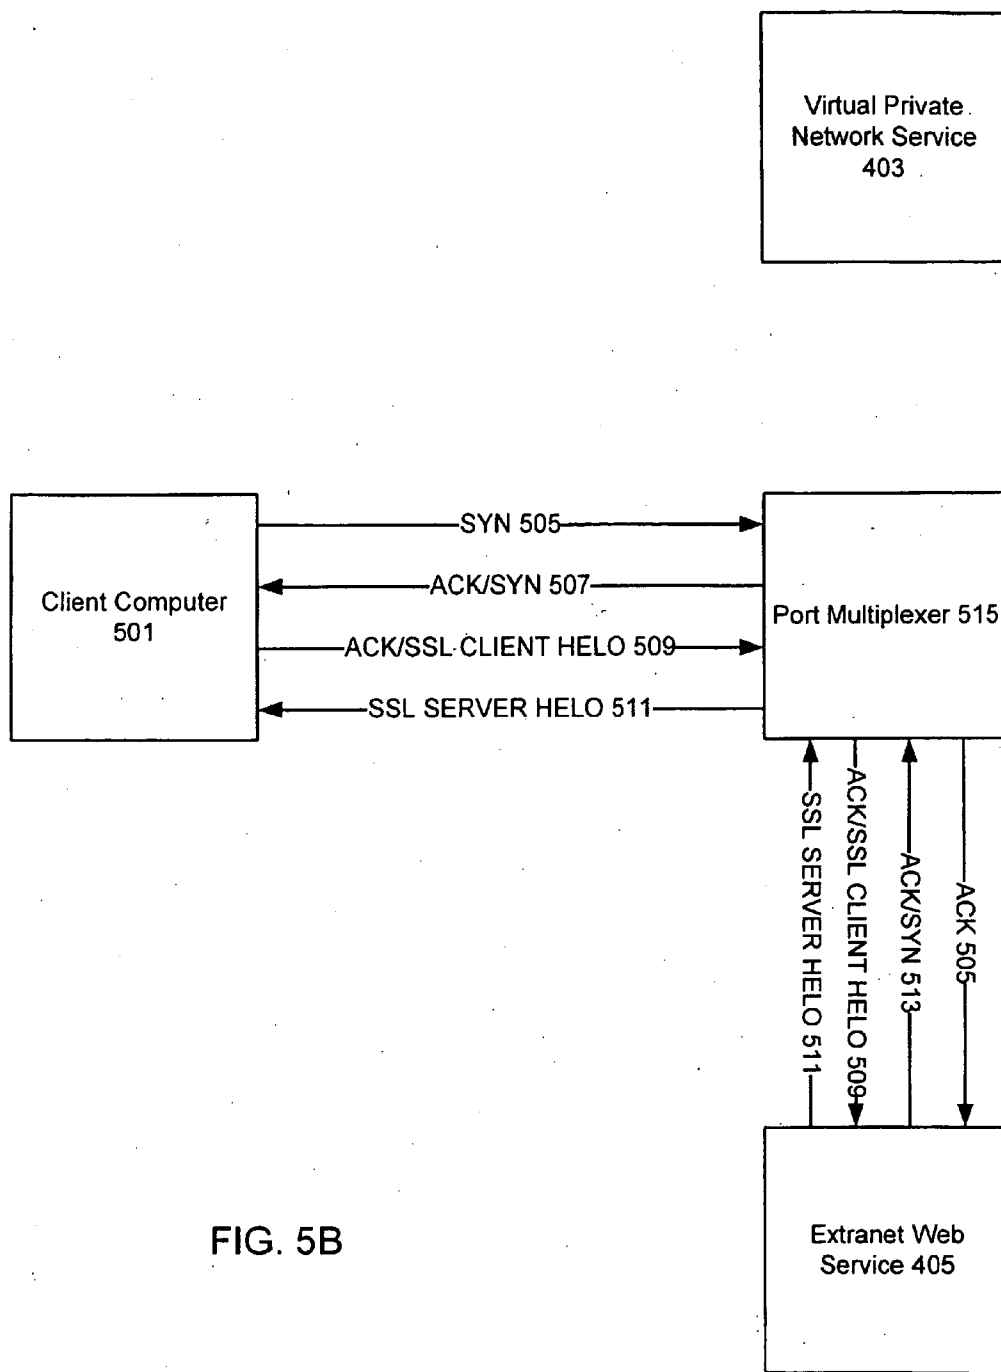 Virtual Private
Network Service
403
SYN 505
ACK/SYN 507
Client Computer
501
Port Multiplexer 515
ACK/SSL CLIENT HELO 509
SSL SERVER HELO 511
SSL SERVER HELO 511
ACK/SSL CLIENT HELO 509
ACK/SYN 513
ACK 505
FIG. 5B
Extranet Web
Service 405